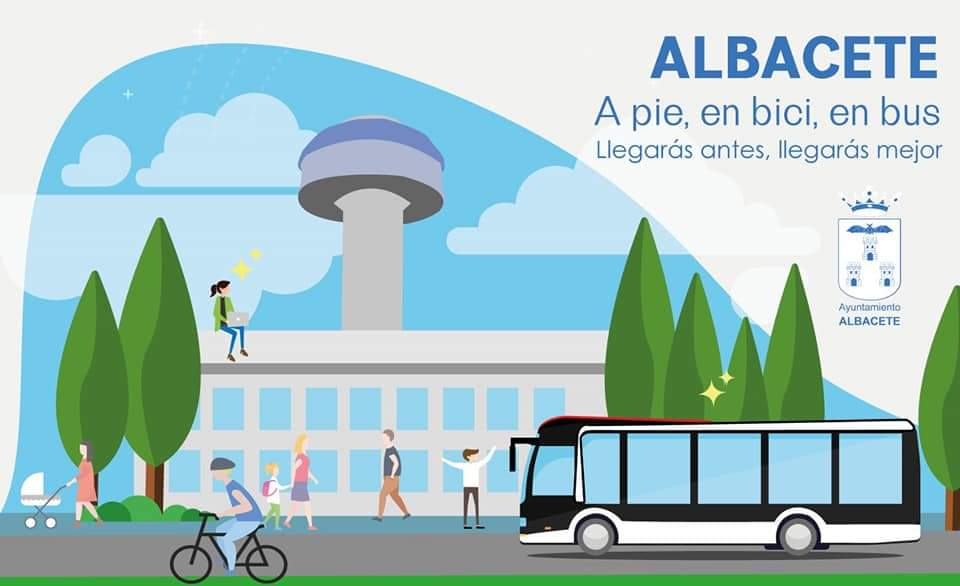 ALBACETE
A pie, en bici, en bus
Llegarás antes, llegarás mejor
Ayuntamiento
ALBACETE